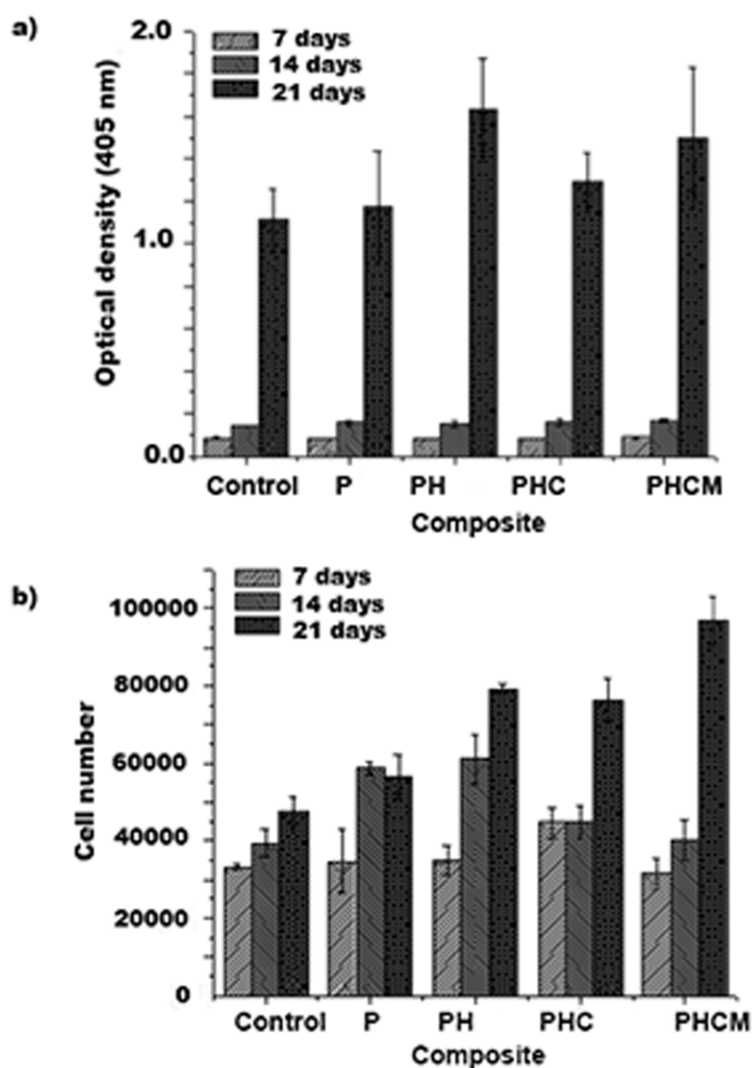 a)
2.0
7 days
14 days
21 days
Optical density (405 nm)
1.0
0.0
Control P PH PHC PHCM
Composite
b)
7 days
14 days
21 days
100000
80000
60000
Cell number
40000
20000
0
Control P PH PHC PHCM
Composite